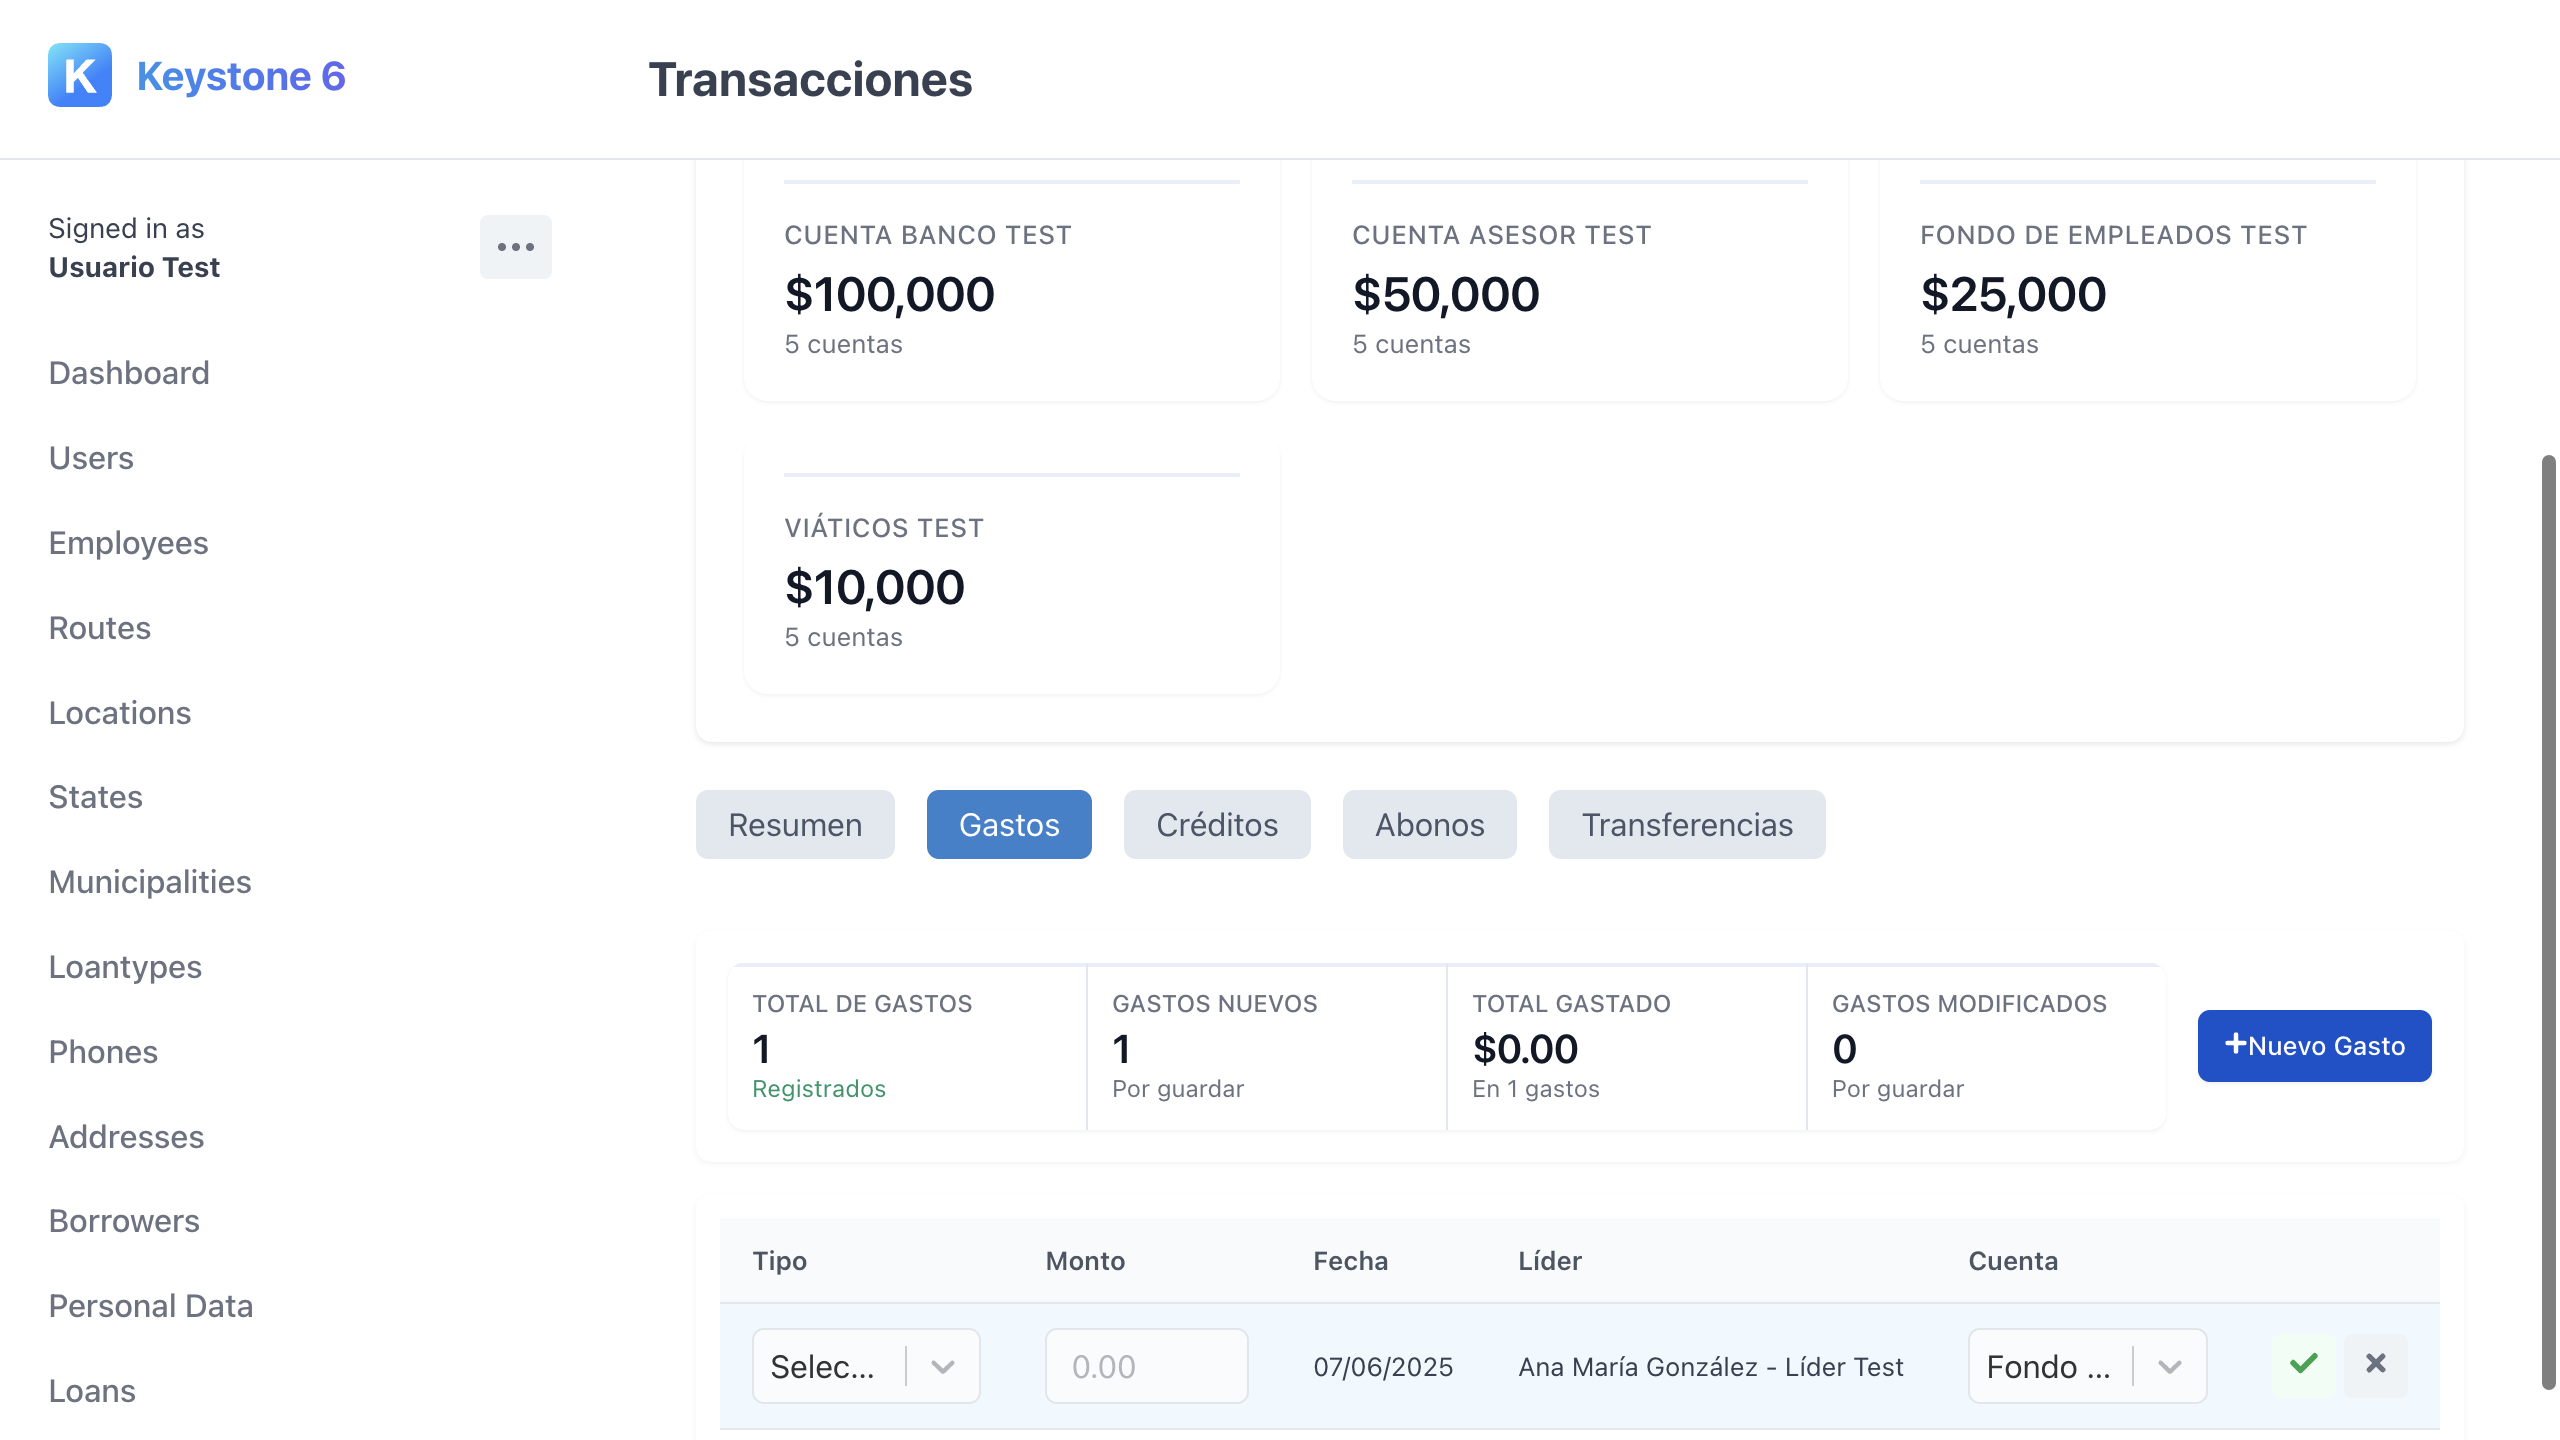 K Keystone 6
Transacciones
Signed in as
Usuario Test
Dashboard
Users
Employees
Routes
Locations
States
Municipalities
Loantypes
Phones
Addresses
Borrowers
Personal Data
Loans
CUENTA BANCO TEST
$100,000
5 cuentas
CUENTA ASESOR TEST
$50,000
5 cuentas
FONDO DE EMPLEADOS TEST
$25,000
5 cuentas
VIÁTICOS TEST
$10,000
5 cuentas
Resumen Gastos Créditos Abonos Transferencias
TOTAL DE GASTOS
1
Registrados
GASTOS NUEVOS
1
Por guardar
TOTAL GASTADO
$0.00
En 1 gastos
GASTOS MODIFICADOS
0
Por guardar
+Nuevo Gasto
Tipo Monto Fecha Líder Cuenta
Selec... 0.00 07/06/2025 Ana María González - Líder Test Fondo ...